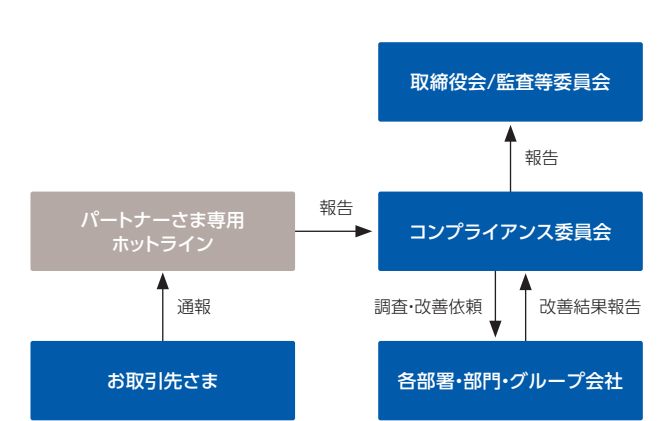 取締役会/監査等委員会
報告
パートナーさま専用
ホットライン
報告
コンプライアンス委員会
通報
調査・改善依頼
改善結果報告
お取引先さま
各部署・部門・グループ会社